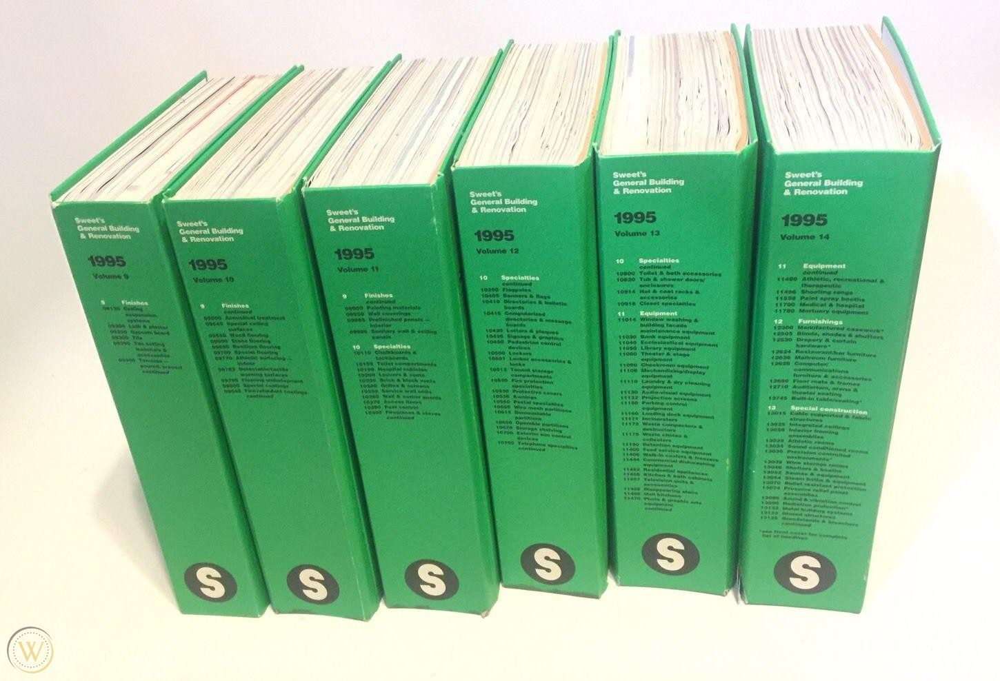 Sweet's
General Building
& Renovation
1995
Volume 9
9 Finishes
09120 Ceiling
suspension
systems
09200 Lath & plaster
09250 Gypsum board
09300 Tile
Tile setting
materials &
accessories
09400 Terrazzo —
poured, precast
continued
S
Sweet's
General Building
& Renovation
1995
Volume 10
9 Finishes
continued
09500 Acoustical treatment
09545 Special ceiling
surfaces
09550 Wood flooring
09600 Stone flooring
09650 Resilient flooring
09700 Special flooring
09770 Athletic surfacing —
indoor
Detectable/tactile
warning surfaces
09795 Flooring underlayment
09800 Special coatings
Fire-retardant coatings
continued
S
Sweet's
General Building
& Renovation
1995
Volume 11
9 Finishes
continued
09900 Painting materials
09950 Wall coverings
Prefinished panels —
interior
Sanitary wall & ceiling
panels
10 Specialties
10110 Chalkboards &
tackboards
10155 Toilet compartments
10190 Hospital cubicles
10200 Louvers & vents
Brick & block vents
10240 Grilles & screens
10250 Service wall units
10260 Wall & corner guards
10270 Access floors
10290 Pest control
10300 Fireplaces & stoves
continued
S
Sweet's
General Building
& Renovation
1995
Volume 12
10 Specialties
continued
10350 Flagpoles
10405 Banners & flags
10410 Directories & bulletin
boards
10415 Computerized
directories & message
boards
10420 Letters & plaques
10426 Signage & graphics
10450 Pedestrian control
devices
10500 Lockers
10501 Locker accessories &
locks
10512 Tenant storage
compartments
10520 Fire protection
specialties
10530 Protective covers
10536 Awnings
10550 Postal specialties
10605 Wire mesh partitions
10615 Demountable
partitions
10650 Operable partitions
10670 Storage shelving
10700 Exterior sun control
devices
10750 Telephone specialties
continued
S
Sweet's
General Building
& Renovation
1995
Volume 13
10 Specialties
continued
10800 Toilet & bath accessories
10820 Tub & shower doors/
enclosures
10914 Hat & coat racks &
accessories
10916 Closet specialties
11 Equipment
11014 Window washing &
building facade
maintenance equipment
11030 Bank equipment
11040 Ecclesiastical equipment
11050 Library equipment
11060 Theater & stage
equipment
11090 Checkroom equipment
11100 Merchandising/display
equipment
11110 Laundry & dry cleaning
equipment
11130 Audio-visual equipment
11132 Projection screens
11150 Parking control
equipment
11160 Loading dock equipment
11171 Incinerators
11172 Waste compactors &
destructors
11175 Waste chutes &
collectors
11190 Detention equipment
11400 Food service equipment
11405 Walk-in coolers & freezers
11444 Commercial dishwashing
equipment
11452 Residential appliances
11455 Kitchen & bath cabinets
11457 Television units &
accessories
11458 Disappearing stairs
11460 Unit kitchens
11470 Photo & graphic arts
equipment
continued
S
Sweet's
General Building
& Renovation
1995
Volume 14
11 Equipment
continued
11480 Athletic, recreational &
therapeutic
11496 Shooting range
Paint spray booths
11700 Medical & hospital
11780 Mortuary equipment
12 Furnishings
12300 Manufactured casework*
12505 Blinds, shades & shutters
12530 Drapery & curtain
hardware*
12624 Restaurant/bar furniture
Mailroom furniture
Computer/
communications
furniture & accessories
12690 Floor mats & frames
12710 Auditorium, arena &
theater seating
12745 Built-in table/seating*
13 Special construction
13015 Cable supported & fabric
structures
13025 Integrated ceilings
Interior framing
assemblies
13032 Athletic rooms
13034 Sound conditioned rooms
13036 Precision controlled
environments*
13039 Wine storage rooms
13046 Shelters & booths
13052 Saunas & equipment
13054 Steam baths & equipment
13070 Bullet resistant protection
13074 Pressure relief panel
assemblies
13080 Sound & vibration control
13090 Radiation protection*
13122 Metal building systems
13123 Glazed structures
13125 Grandstands & bleachers
continued
*see front cover for complete
list of headings
S
W